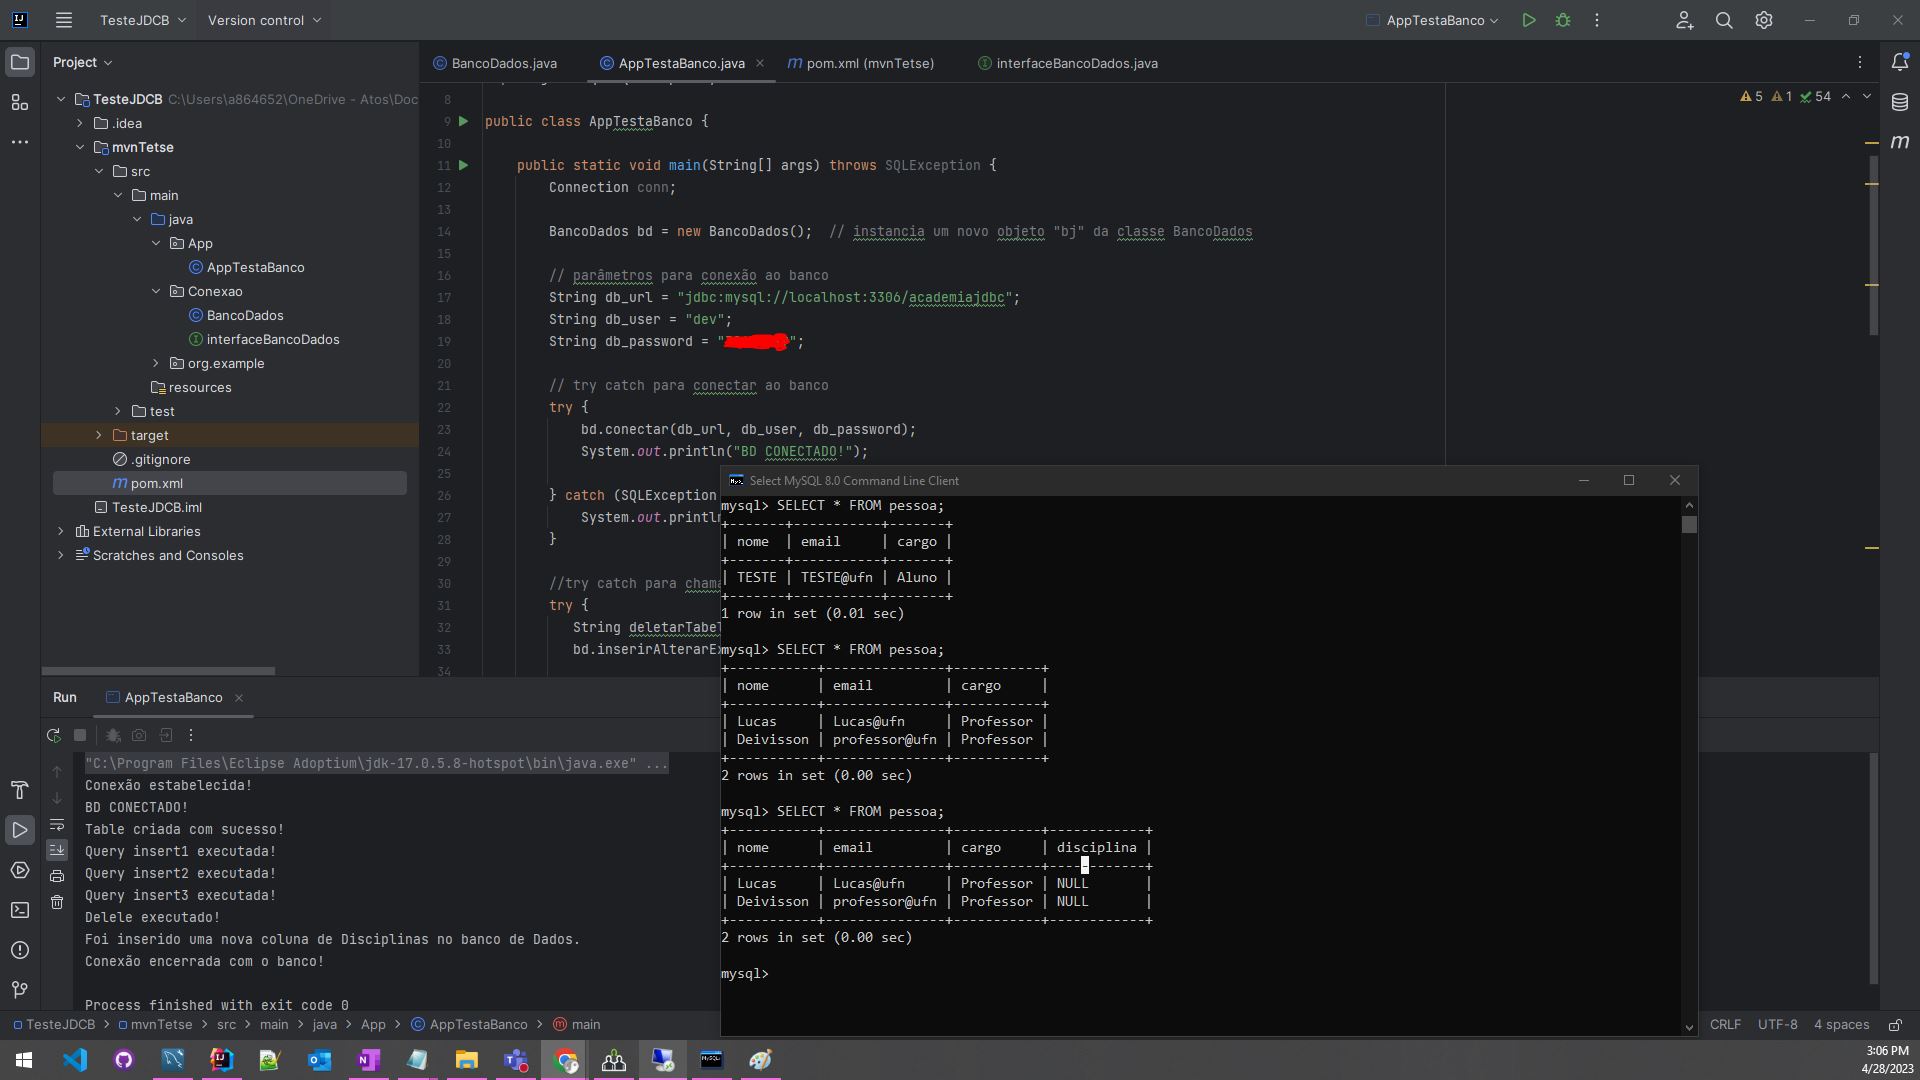 TesteJDCB
Version control
AppTestaBanco
Project
BancoDados.java
AppTestaBanco.java
pom.xml (mvnTetse)
interfaceBancoDados.java
TesteJDCB C:\Users\a864652\OneDrive - Atos\Doc
.idea
mvnTetse
src
main
java
App
AppTestaBanco
Conexao
BancoDados
interfaceBancoDados
org.example
resources
test
target
.gitignore
pom.xml
TesteJDCB.iml
External Libraries
Scratches and Consoles
5 1 54
8
9 public class AppTestaBanco {
10
11 public static void main(String[] args) throws SQLException {
12 Connection conn;
13
14 BancoDados bd = new BancoDados(); // instancia um novo objeto "bj" da classe BancoDados
15
16 // parâmetros para conexão ao banco
17 String db_url = "jdbc:mysql://localhost:3306/academiajdbc";
18 String db_user = "dev";
19 String db_password = "";
20
21 // try catch para conectar ao banco
22 try {
23 bd.conectar(db_url, db_user, db_password);
24 System.out.println("BD CONECTADO!");
25
26 } catch (SQLException
27 System.out.println
28 }
29
30 //try catch para chama
31 try {
32 String deletarTabe
33 bd.inserirAlterarEx
34
Select MySQL 8.0 Command Line Client
mysql> SELECT * FROM pessoa;
+-------+-----------+-------+
| nome | email | cargo |
+-------+-----------+-------+
| TESTE | TESTE@ufn | Aluno |
+-------+-----------+-------+
1 row in set (0.01 sec)
mysql> SELECT * FROM pessoa;
+-----------+---------------+-----------+
| nome | email | cargo |
+-----------+---------------+-----------+
| Lucas | Lucas@ufn | Professor |
| Deivisson | professor@ufn | Professor |
+-----------+---------------+-----------+
2 rows in set (0.00 sec)
mysql> SELECT * FROM pessoa;
+-----------+---------------+-----------+------------+
| nome | email | cargo | disciplina |
+-----------+---------------+-----------+------------+
| Lucas | Lucas@ufn | Professor | NULL |
| Deivisson | professor@ufn | Professor | NULL |
+-----------+---------------+-----------+------------+
2 rows in set (0.00 sec)
mysql>
Run
AppTestaBanco
"C:\Program Files\Eclipse Adoptium\jdk-17.0.5.8-hotspot\bin\java.exe" ...
Conexão estabelecida!
BD CONECTADO!
Table criada com sucesso!
Query insert1 executada!
Query insert2 executada!
Query insert3 executada!
Delele executado!
Foi inserido uma nova coluna de Disciplinas no banco de Dados.
Conexão encerrada com o banco!
Process finished with exit code 0
TesteJDCB > mvnTetse > src > main > java > App > AppTestaBanco > main
CRLF UTF-8 4 spaces
3:06 PM
4/28/2023